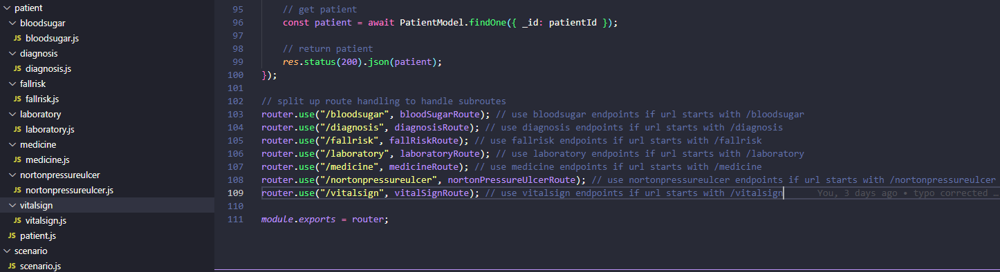 patient
bloodsugar
JS bloodsugar.js
diagnosis
JS diagnosis.js
fallrisk
JS fallrisk.js
laboratory
JS laboratory.js
medicine
JS medicine.js
nortonpressureulcer
JS nortonpressureulcer.js
vitalsign
JS vitalsign.js
JS patient.js
scenario
JS scenario.js
95 // get patient
96 const patient = await PatientModel.findOne({ _id: patientId });
97
98 // return patient
99 res.status(200).json(patient);
100 });
101
102 // split up route handling to handle subroutes
103 router.use("/bloodsugar", bloodSugarRoute); // use bloodsugar endpoints if url starts with /bloodsugar
104 router.use("/diagnosis", diagnosisRoute); // use diagnosis endpoints if url starts with /diagnosis
105 router.use("/fallrisk", fallRiskRoute); // use fallrisk endpoints if url starts with /fallrisk
106 router.use("/laboratory", laboratoryRoute); // use laboratory endpoints if url starts with /laboratory
107 router.use("/medicine", medicineRoute); // use medicine endpoints if url starts with /medicine
108 router.use("/nortonpressureulcer", nortonPressureUlcerRoute); // use nortonpressureulcer endpoints if url starts with /nortonpressureulcer
109 router.use("/vitalsign", vitalSignRoute); // use vitalsign endpoints if url starts with /vitalsign You, 3 days ago • typo corrected …
110
111 module.exports = router;